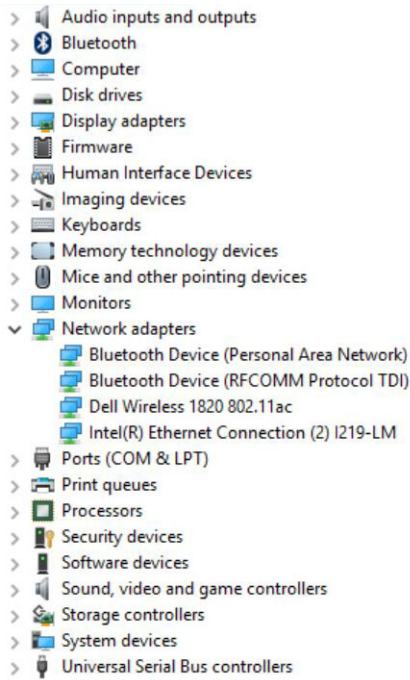 Audio inputs and outputs
Bluetooth
Computer
Disk drives
Display adapters
Firmware
Human Interface Devices
Imaging devices
Keyboards
Memory technology devices
Mice and other pointing devices
Monitors
Network adapters
Bluetooth Device (Personal Area Network)
Bluetooth Device (RFCOMM Protocol TDI)
Dell Wireless 1820 802.11ac
Intel(R) Ethernet Connection (2) I219-LM
Ports (COM & LPT)
Print queues
Processors
Security devices
Software devices
Sound, video and game controllers
Storage controllers
System devices
Universal Serial Bus controllers